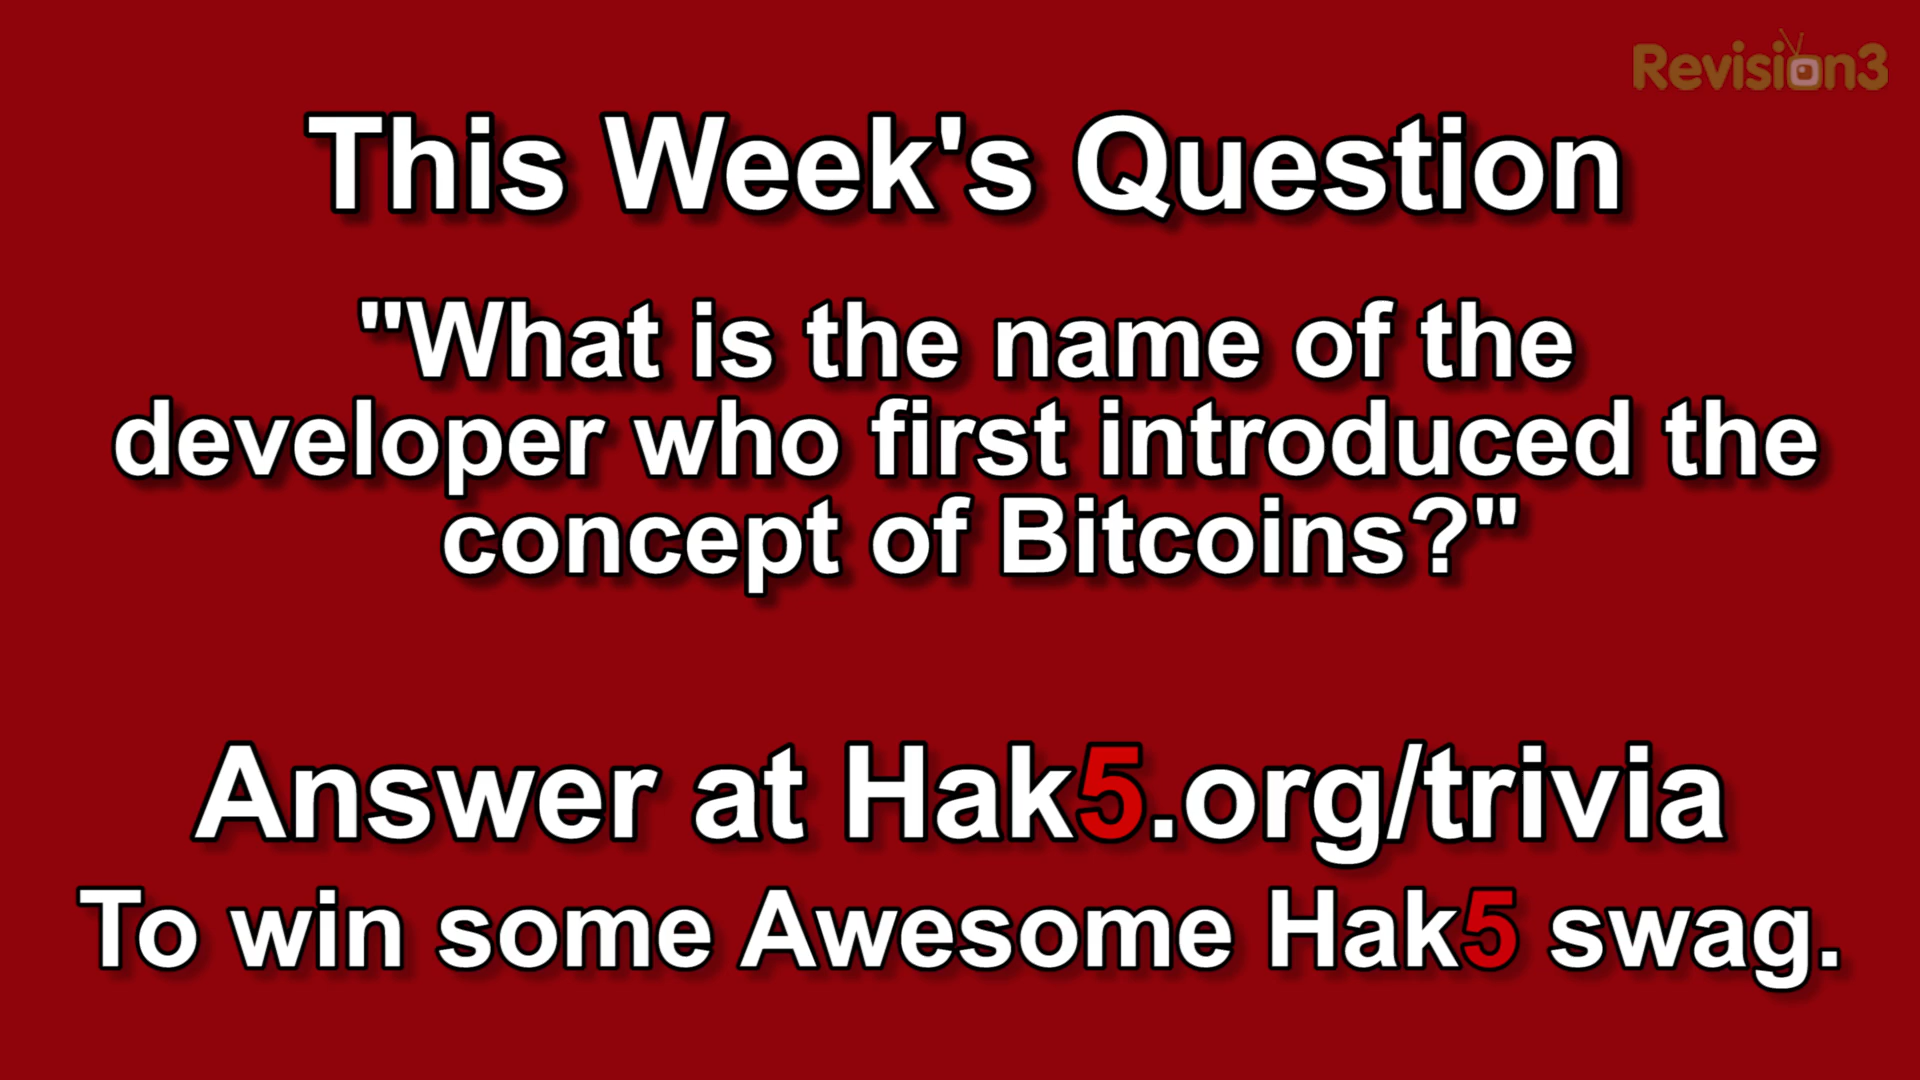 Revision3
This Week's Question
"What is the name of the
developer who first introduced the
concept of Bitcoins?"
Answer at Hak5.org/trivia
To win some Awesome Hak5 swag.